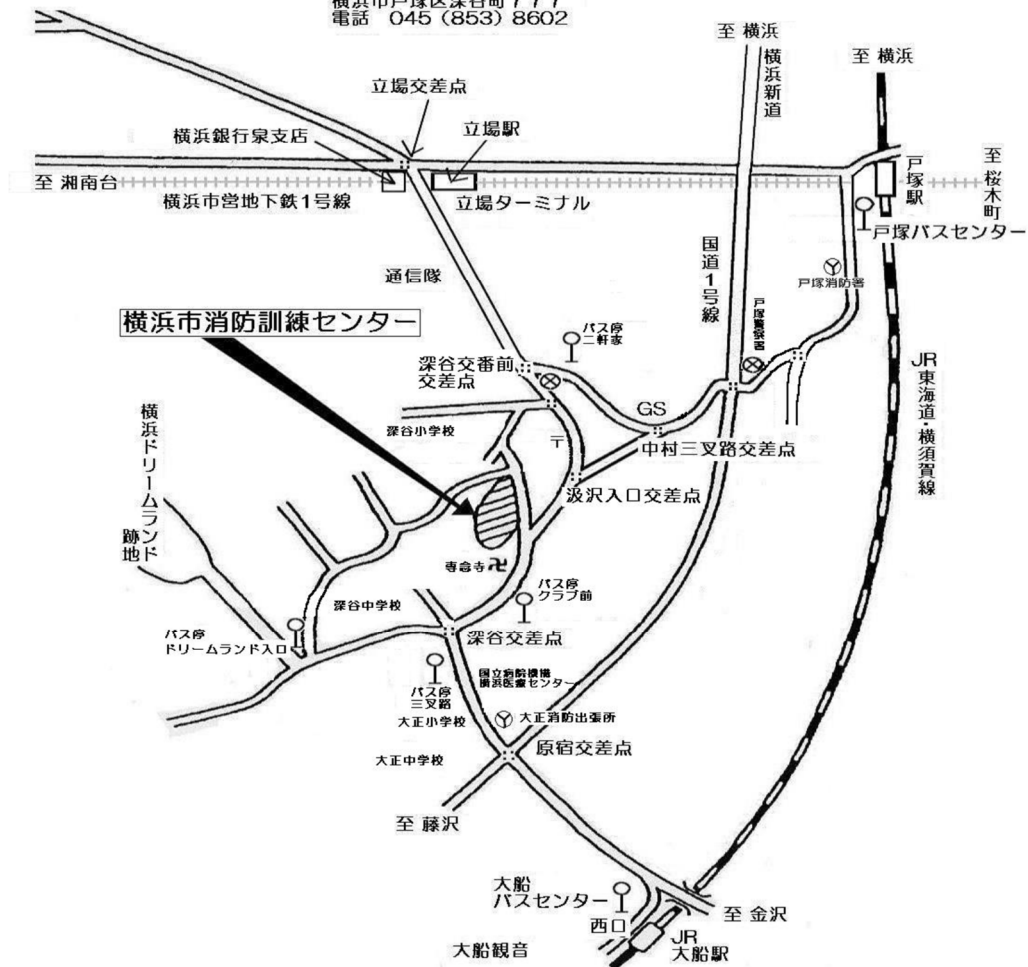 横浜市戸塚区深谷町777
電話 045(853)8602
至 横浜
横浜新道
至 横浜
立場交差点
横浜銀行泉支店
立場駅
至 湘南台
横浜市営地下鉄1号線
立場ターミナル
戸塚駅
至 桜木町
戸塚バスセンター
通信隊
国道1号線
戸塚消防署
戸塚警察署
横浜市消防訓練センター
バス停
二軒家
深谷交番前
交差点
JR東海道・横須賀線
横浜ドリームランド
跡地
深谷小学校
〒
GS
中村三叉路交差点
汲沢入口交差点
専念寺卍
バス停
クラブ前
深谷中学校
バス停
ドリームランド入口
深谷交差点
国立病院機構
横浜医療センター
バス停
三叉路
大正小学校
大正消防出張所
大正中学校
原宿交差点
至 藤沢
大船
バスセンター
西口
至 金沢
大船観音
JR
大船駅